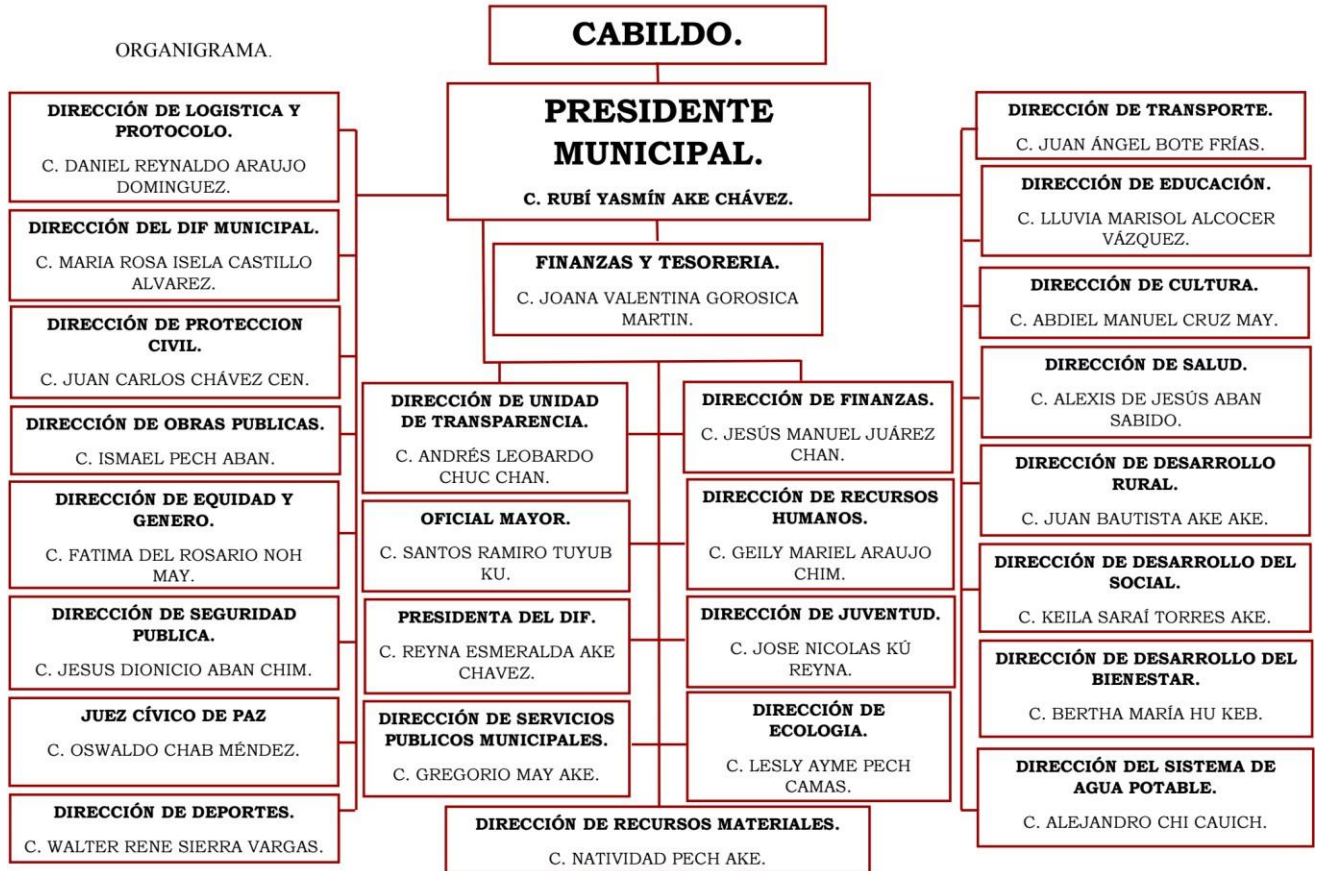 ORGANIGRAMA.
CABILDO.
PRESIDENTE
MUNICIPAL.
C. RUBÍ YASMÍN AKE CHÁVEZ.
FINANZAS Y TESORERIA.
C. JOANA VALENTINA GOROSICA
MARTIN.
DIRECCIÓN DE LOGISTICA Y
PROTOCOLO.
C. DANIEL REYNALDO ARAUJO
DOMINGUEZ.
DIRECCIÓN DEL DIF MUNICIPAL.
C. MARIA ROSA ISELA CASTILLO
ALVAREZ.
DIRECCIÓN DE PROTECCION
CIVIL.
C. JUAN CARLOS CHÁVEZ CEN.
DIRECCIÓN DE OBRAS PUBLICAS.
C. ISMAEL PECH ABAN.
DIRECCIÓN DE EQUIDAD Y
GENERO.
C. FATIMA DEL ROSARIO NOH
MAY.
DIRECCIÓN DE SEGURIDAD
PUBLICA.
C. JESUS DIONICIO ABAN CHIM.
JUEZ CÍVICO DE PAZ
C. OSWALDO CHAB MÉNDEZ.
DIRECCIÓN DE DEPORTES.
C. WALTER RENE SIERRA VARGAS.
DIRECCIÓN DE UNIDAD
DE TRANSPARENCIA.
C. ANDRÉS LEOBARDO
CHUC CHAN.
OFICIAL MAYOR.
C. SANTOS RAMIRO TUYUB
KU.
PRESIDENTA DEL DIF.
C. REYNA ESMERALDA AKE
CHAVEZ.
DIRECCIÓN DE SERVICIOS
PUBLICOS MUNICIPALES.
C. GREGORIO MAY AKE.
DIRECCIÓN DE FINANZAS.
C. JESÚS MANUEL JUÁREZ
CHAN.
DIRECCIÓN DE RECURSOS
HUMANOS.
C. GEILY MARIEL ARAUJO
CHIM.
DIRECCIÓN DE JUVENTUD.
C. JOSE NICOLAS KÚ
REYNA.
DIRECCIÓN DE
ECOLOGIA.
C. LESLY AYME PECH
CAMAS.
DIRECCIÓN DE RECURSOS MATERIALES.
C. NATIVIDAD PECH AKE.
DIRECCIÓN DE TRANSPORTE.
C. JUAN ÁNGEL BOTE FRÍAS.
DIRECCIÓN DE EDUCACIÓN.
C. LLUVIA MARISOL ALCOCER
VÁZQUEZ.
DIRECCIÓN DE CULTURA.
C. ABDIEL MANUEL CRUZ MAY.
DIRECCIÓN DE SALUD.
C. ALEXIS DE JESÚS ABAN
SABIDO.
DIRECCIÓN DE DESARROLLO
RURAL.
C. JUAN BAUTISTA AKE AKE.
DIRECCIÓN DE DESARROLLO DEL
SOCIAL.
C. KEILA SARAÍ TORRES AKE.
DIRECCIÓN DE DESARROLLO DEL
BIENESTAR.
C. BERTHA MARÍA HU KEB.
DIRECCIÓN DEL SISTEMA DE
AGUA POTABLE.
C. ALEJANDRO CHI CAUICH.